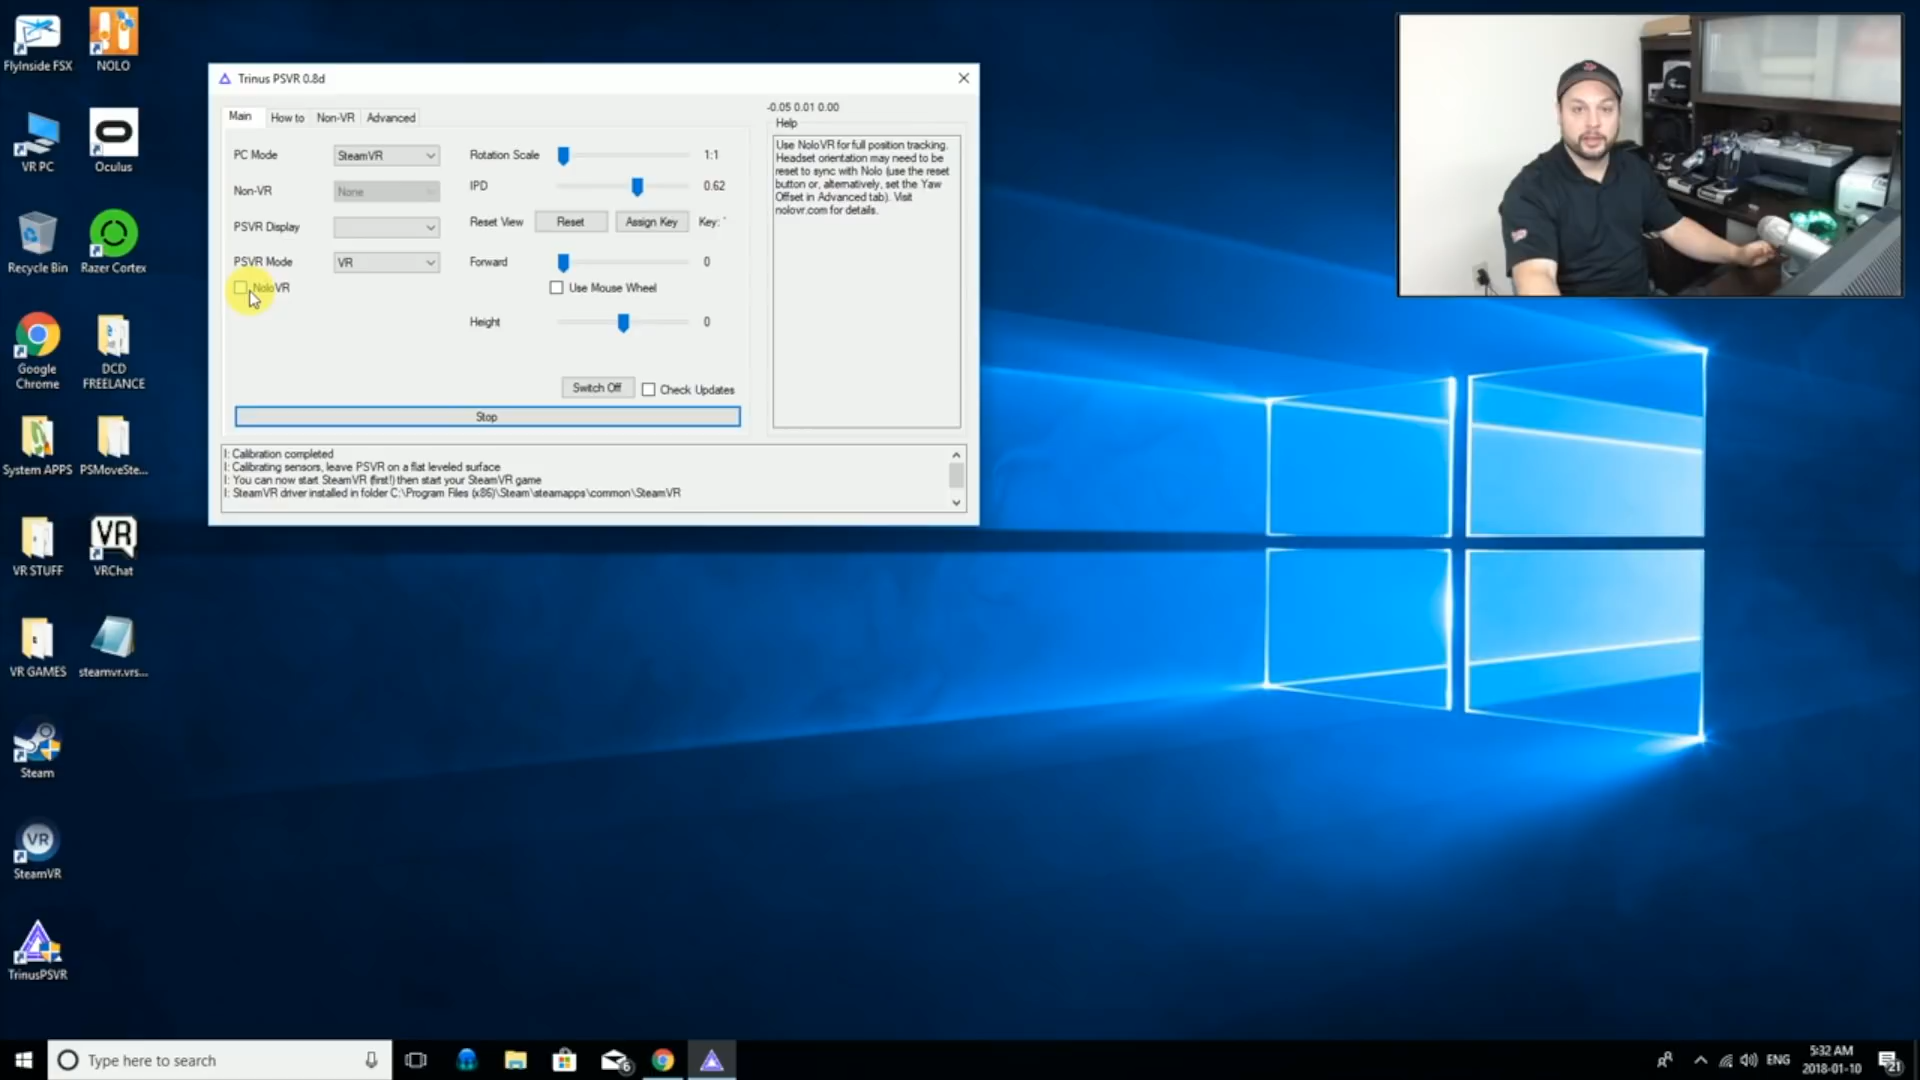 FlyInside FSX
NOLO
VR PC
Oculus
Recycle Bin
Razer Cortex
Google
Chrome
DCD
FREELANCE
System APPS
PSMoveSte...
VR STUFF
VR
VRChat
VR GAMES
steamvr.vrs...
Steam
VR
SteamVR
TrinusPSVR
Trinus PSVR 0.8d
Main
How to
Non-VR
Advanced
PC Mode
SteamVR
Non-VR
None
PSVR Display
PSVR Mode
VR
NoloVR
Rotation Scale
1:1
IPD
0.62
Reset View
Reset
Assign Key
Key: `
Forward
0
Use Mouse Wheel
Height
0
Switch Off
Check Updates
Stop
-0.05 0.01 0.00
Help
Use NoloVR for full position tracking.
Headset orientation may need to be
reset to sync with Nolo (use the reset
button or, alternatively, set the Yaw
Offset in Advanced tab). Visit
nolovr.com for details.
I: Calibration completed
I: Calibrating sensors, leave PSVR on a flat leveled surface
I: You can now start SteamVR (first!) then start your SteamVR game
I: SteamVR driver installed in folder C:\Program Files (x86)\Steam\steamapps\common\SteamVR
Type here to search
6
ENG
5:32 AM
2018-01-10
21